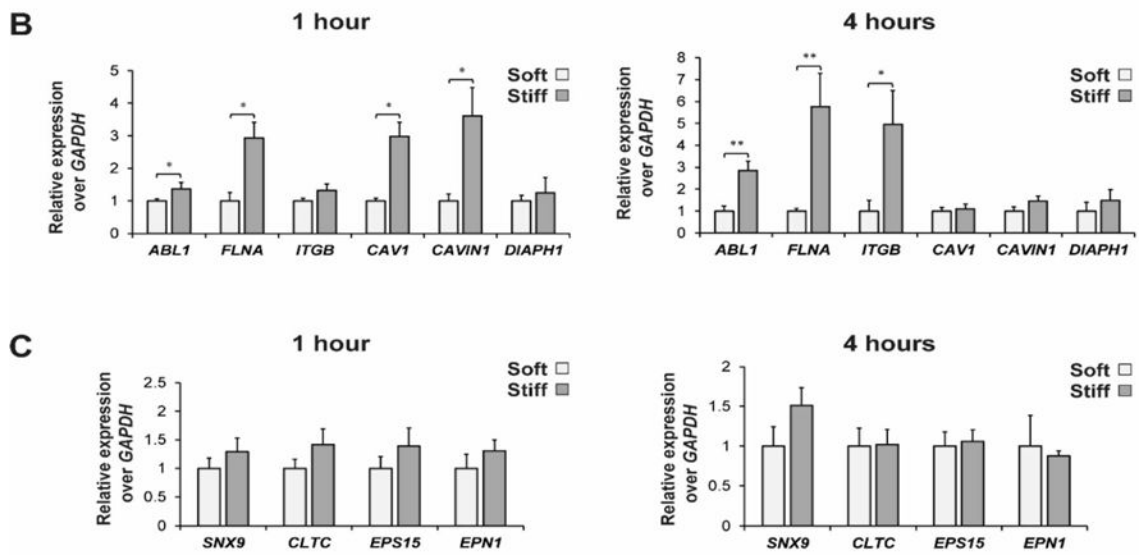 B
1 hour
4 hours
Relative expression
over GAPDH
5
4
3
2
1
0
*
*
*
*
Soft
Stiff
ABL1 FLNA ITGB CAV1 CAVIN1 DIAPH1
Relative expression
over GAPDH
8
7
6
5
4
3
2
1
0
**
**
*
Soft
Stiff
ABL1 FLNA ITGB CAV1 CAVIN1 DIAPH1
C
1 hour
4 hours
Relative expression
over GAPDH
2.5
2
1.5
1
0.5
0
Soft
Stiff
SNX9 CLTC EPS15 EPN1
Relative expression
over GAPDH
2
1.5
1
0.5
0
Soft
Stiff
SNX9 CLTC EPS15 EPN1